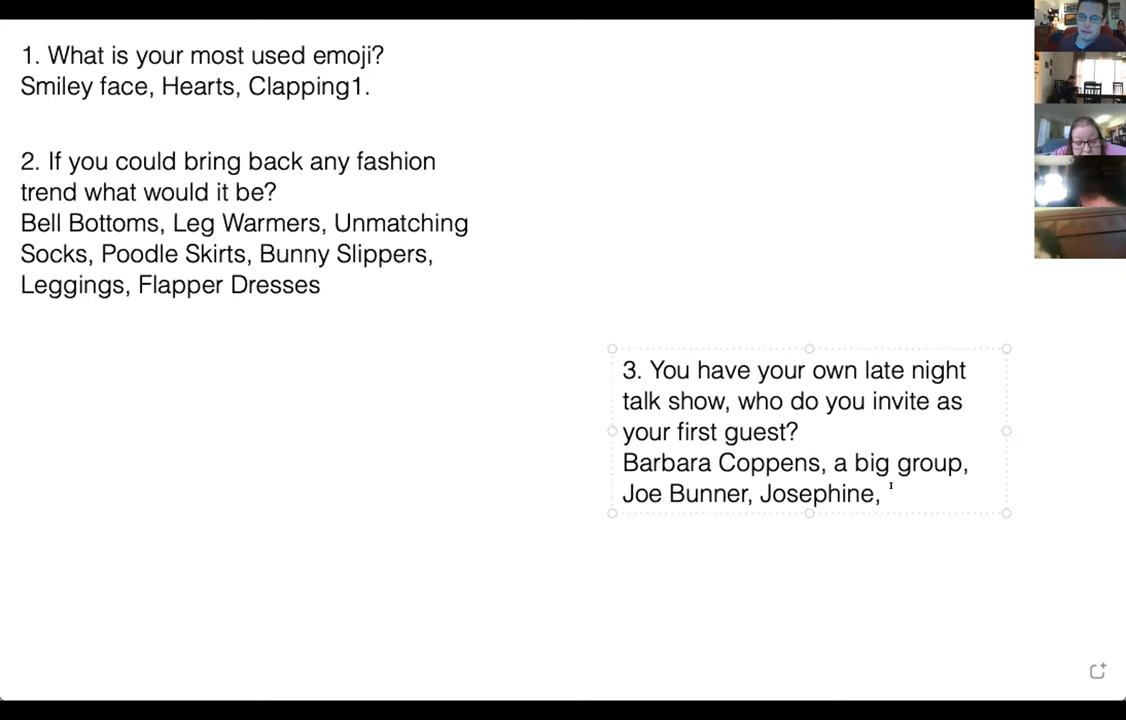 1. What is your most used emoji?
Smiley face, Hearts, Clapping1.
2. If you could bring back any fashion
trend what would it be?
Bell Bottoms, Leg Warmers, Unmatching
Socks, Poodle Skirts, Bunny Slippers,
Leggings, Flapper Dresses
3. You have your own late night
talk show, who do you invite as
your first guest?
Barbara Coppens, a big group,
Joe Bunner, Josephine,